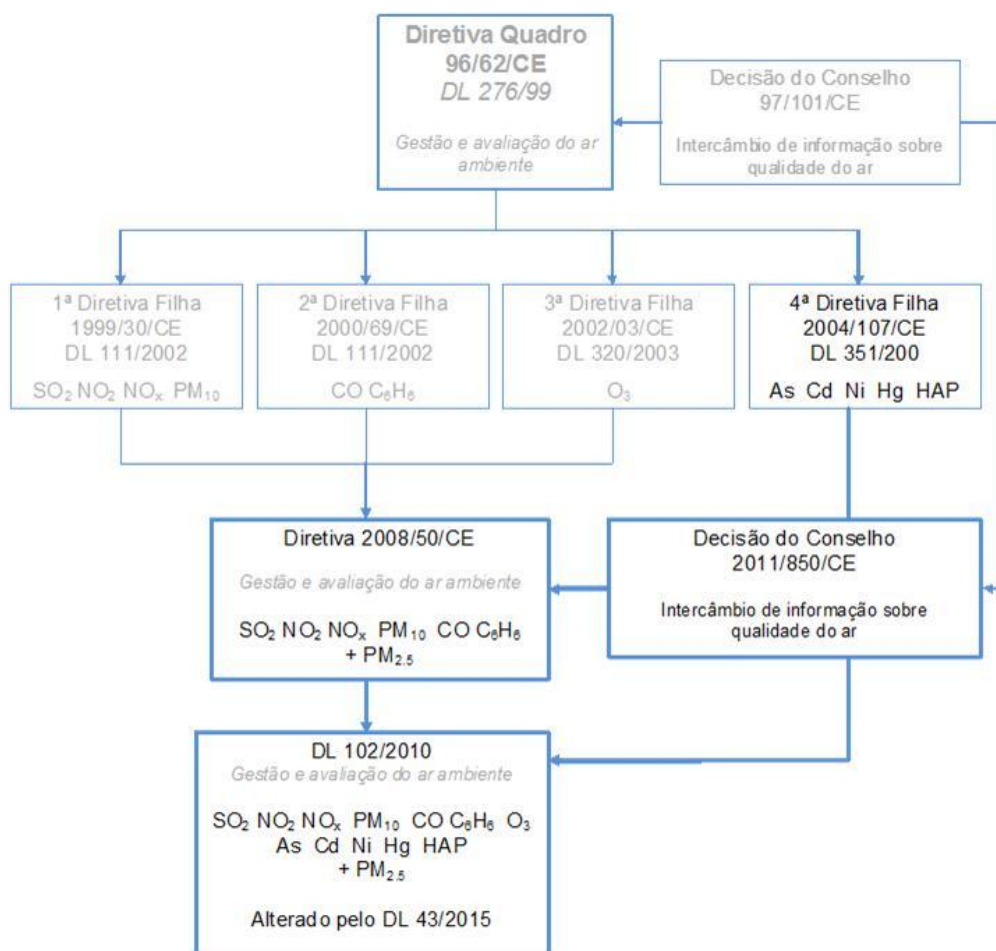 Diretiva Quadro
96/62/CE
DL 276/99
Gestão e avaliação do ar
ambiente
Decisão do Conselho
97/101/CE
Intercâmbio de informação sobre
qualidade do ar
1ª Diretiva Filha
1999/30/CE
DL 111/2002
SO₂ NO₂ NOₓ PM₁₀
2ª Diretiva Filha
2000/69/CE
DL 111/2002
CO C₆H₆
3ª Diretiva Filha
2002/03/CE
DL 320/2003
O₃
4ª Diretiva Filha
2004/107/CE
DL 351/200
As Cd Ni Hg HAP
Diretiva 2008/50/CE
Gestão e avaliação do ar ambiente
SO₂ NO₂ NOₓ PM₁₀ CO C₆H₆
+ PM₂.₅
Decisão do Conselho
2011/850/CE
Intercâmbio de informação sobre
qualidade do ar
DL 102/2010
Gestão e avaliação do ar ambiente
SO₂ NO₂ NOₓ PM₁₀ CO C₆H₆ O₃
As Cd Ni Hg HAP
+ PM₂.₅
Alterado pelo DL 43/2015